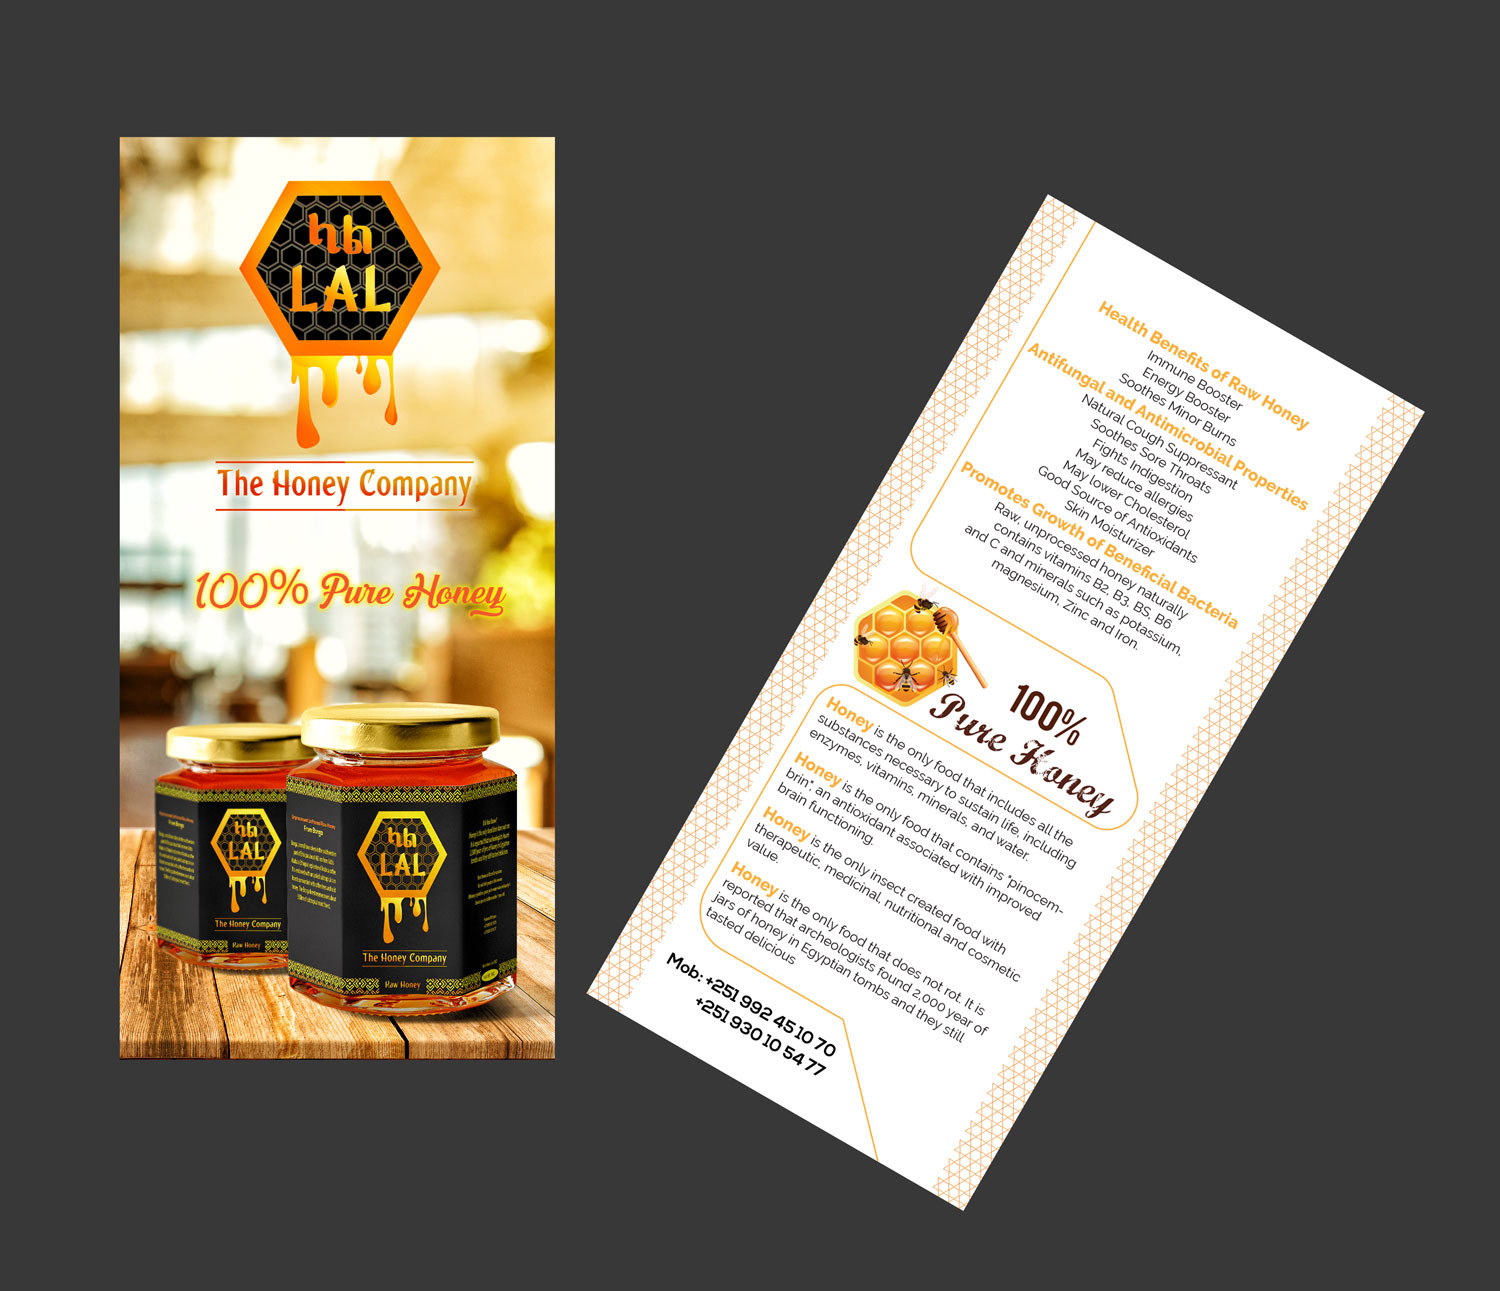 ላል
LAL
The Honey Company
100% Pure Honey
ላል
LAL
The Honey Company
Raw Honey
From Bonga
ላል
LAL
The Honey Company
Raw Honey
From Bonga
Did You Know?
Health Benefits of Raw Honey
Immune Booster
Energy Booster
Soothes Minor Burns
Antifungal and Antimicrobial Properties
Natural Cough Suppressant
Soothes Sore Throats
Fights Indigestion
May reduce allergies
May lower Cholesterol
Good Source of Antioxidants
Skin Moisturizer
Promotes Growth of Beneficial Bacteria
Raw, unprocessed honey naturally
contains vitamins B2, B3, B5, B6
and C and minerals such as potassium,
magnesium, Zinc and Iron.
100%
Pure Honey
Honey is the only food that includes all the
substances necessary to sustain life, including
enzymes, vitamins, minerals, and water.
Honey is the only food that contains "pinocem-
brin", an antioxidant associated with improved
brain functioning.
Honey is the only insect created food with
therapeutic, medicinal, nutritional and cosmetic
value.
Honey is the only food that does not rot. It is
reported that archeologists found 2,000 year of
jars of honey in Egyptian tombs and they still
tasted delicious
Mob: +251 992 45 10 70
+251 930 10 54 77